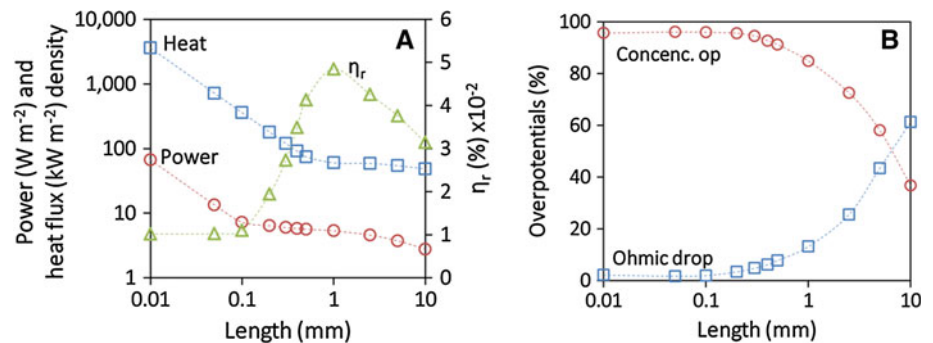 Power (W m⁻²) and
heat flux (kW m⁻²) density
10,000
1,000
100
10
1
Heat
Power
A
ηr
6
5
4
3
2
1
0
ηr (%) x10⁻²
0.01
0.1
1
10
Length (mm)
Overpotentials (%)
100
80
60
40
20
0
B
Concenc. op
Ohmic drop
0.01
0.1
1
10
Length (mm)